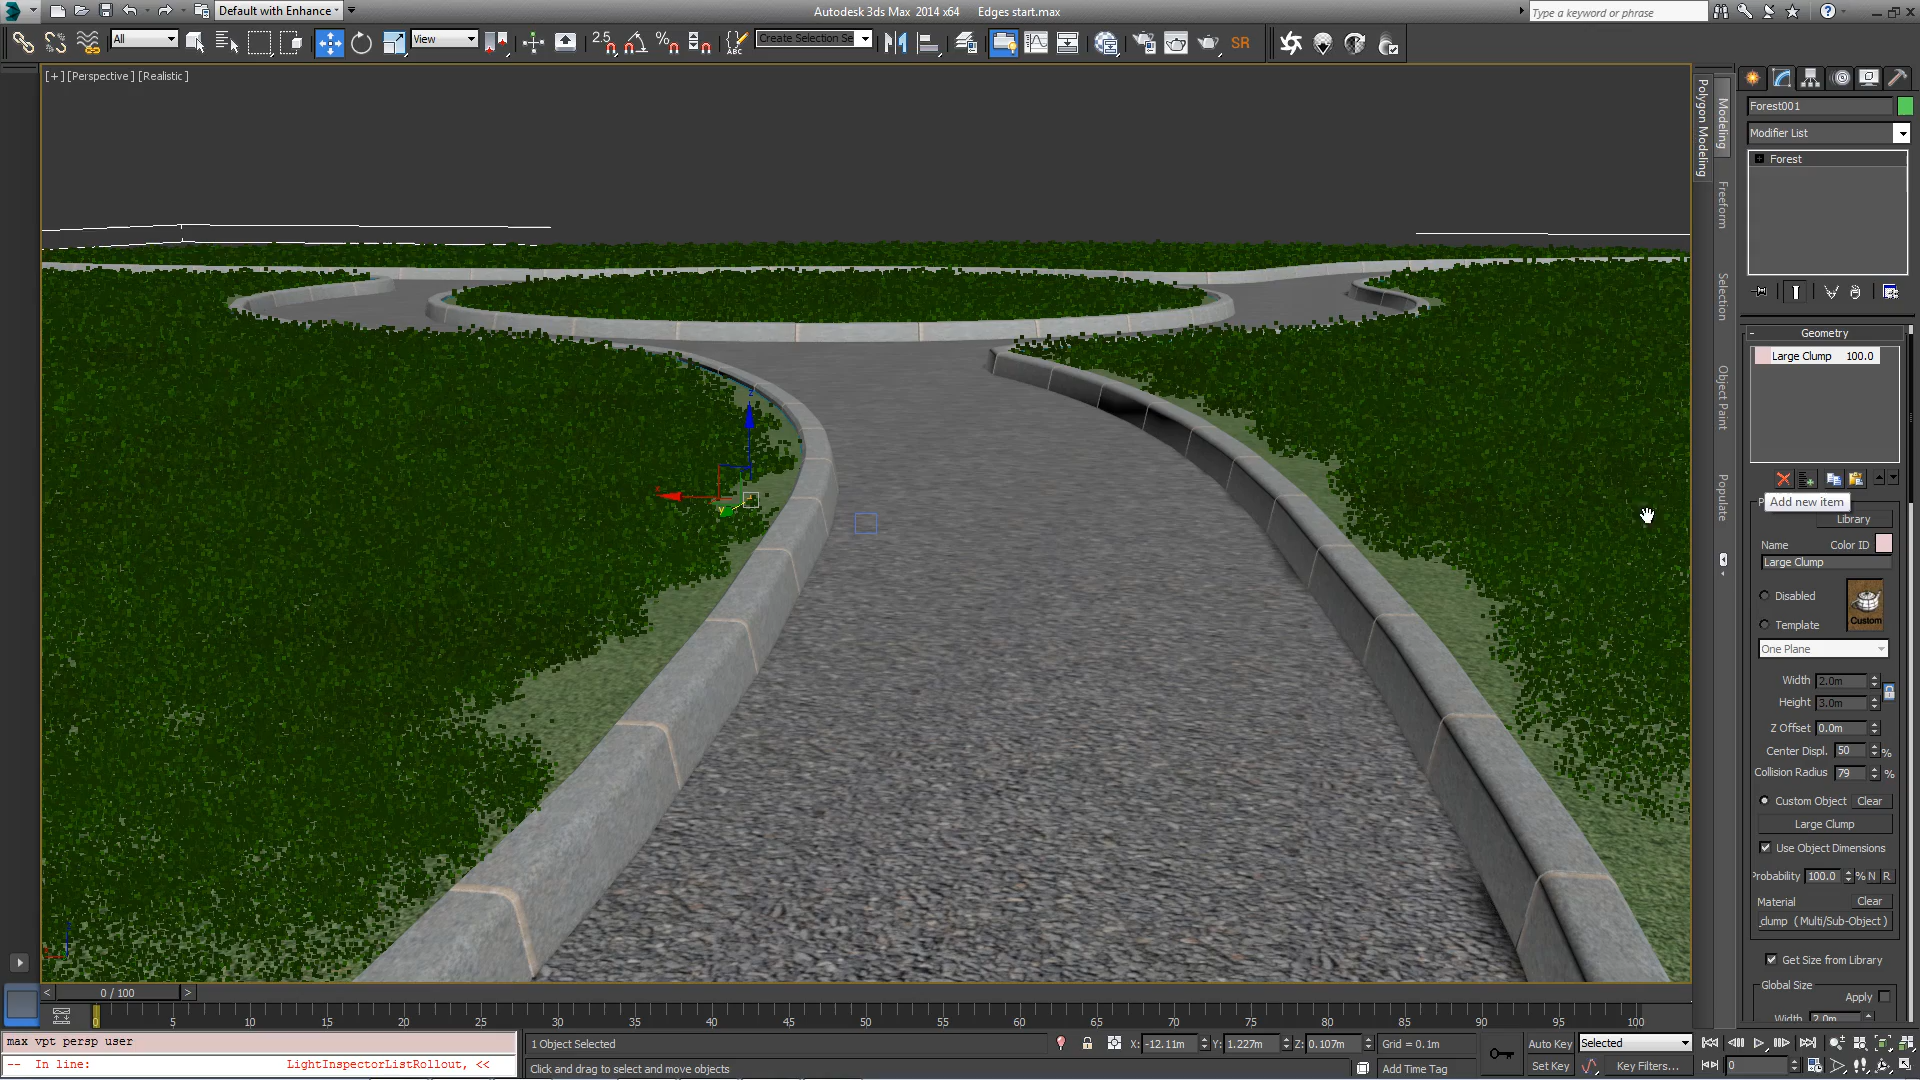 Default with Enhance
Autodesk 3ds Max 2014 x64 Edges start.max
Type a keyword or phrase
All
View
2.5
ABC
Create Selection Se
SR
[+] [Perspective] [Realistic]
Polygon Modeling
Modeling
Freeform
Selection
Object Paint
Populate
Forest001
Modifier List
Forest
Geometry
Large Clump 100.0
Add new item
Library
Name Color ID
Large Clump
Disabled
Template
Custom
One Plane
Width 2.0m
Height 3.0m
Z Offset 0.0m
Center Displ. 50 %
Collision Radius 79 %
Custom Object Clear
Large Clump
Use Object Dimensions
Probability 100.0 % N R
Material Clear
clump ( Multi/Sub-Object )
Get Size from Library
Global Size
Apply
Width 2.0m
z
x
y
< 0 / 100 >
0 5 10 15 20 25 30 35 40 45 50 55 60 65 70 75 80 85 90 95 100
max vpt persp user
-- In line: LightInspectorListRollout, <<
1 Object Selected
X: -12.11m Y: 1.227m Z: 0.107m Grid = 0.1m
Click and drag to select and move objects
Add Time Tag
Auto Key Selected
Set Key Key Filters...
0